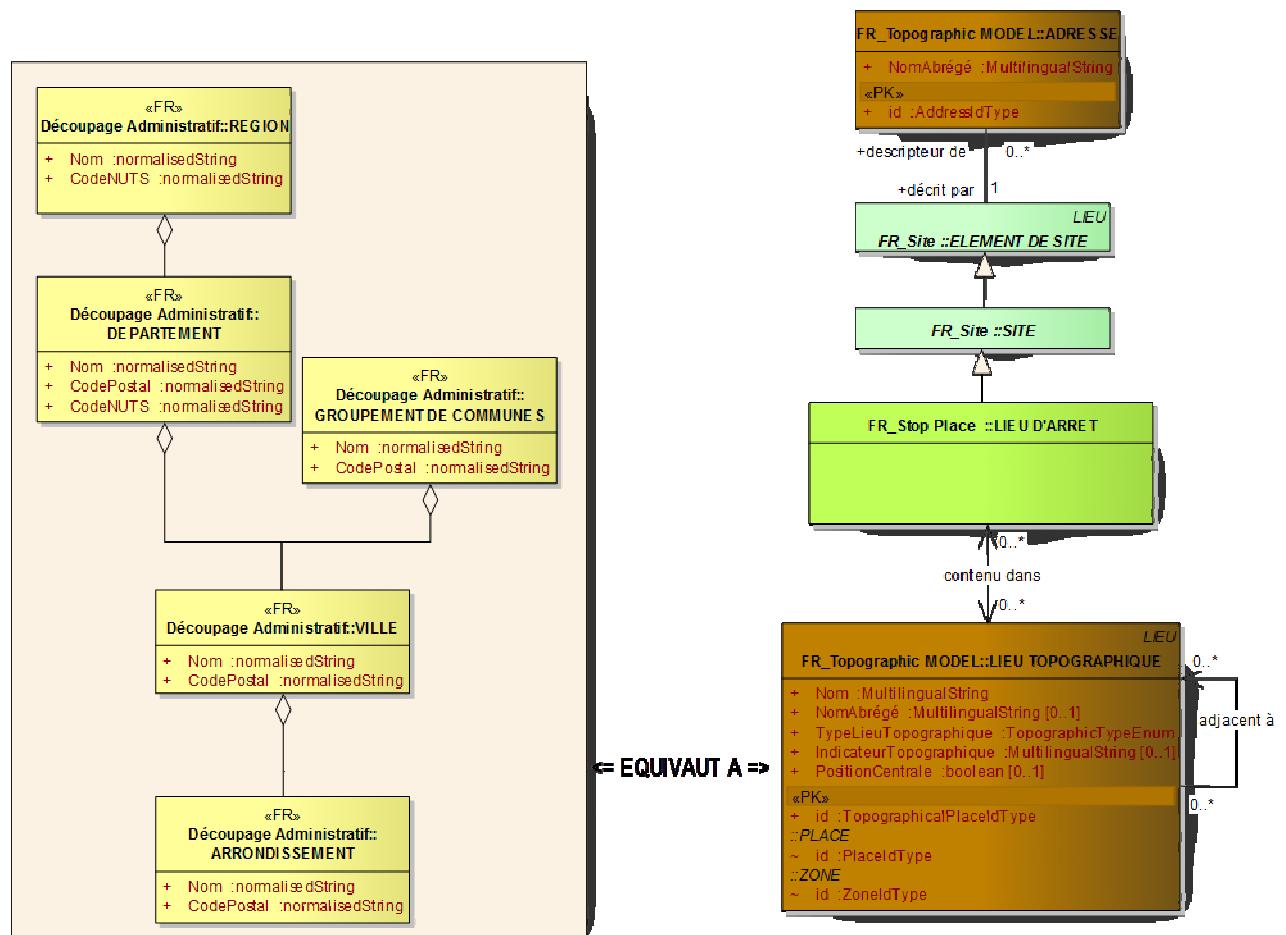 «FR»
Découpage Administratif::REGION
+ Nom :normalisedString
+ CodeNUTS :normalisedString
«FR»
Découpage Administratif::
DEPARTEMENT
+ Nom :normalisedString
+ CodePostal :normalisedString
+ CodeNUTS :normalisedString
«FR»
Découpage Administratif::
GROUPEMENT DE COMMUNES
+ Nom :normalisedString
+ CodePostal :normalisedString
«FR»
Découpage Administratif::VILLE
+ Nom :normalisedString
+ CodePostal :normalisedString
«FR»
Découpage Administratif::
ARRONDISSEMENT
+ Nom :normalisedString
+ CodePostal :normalisedString
<= EQUIVAUT A =>
FR_Topographic MODEL::ADRESSE
+ NomAbrégé :MultilingualString
«PK»
+ id :AddressIdType
+descripteur de 0..*
+décrit par 1
LIEU
FR_Site ::ELEMENT DE SITE
FR_Site ::SITE
FR_Stop Place ::LIEU D'ARRET
0..*
contenu dans
0..*
LIEU
FR_Topographic MODEL::LIEU TOPOGRAPHIQUE
+ Nom :MultilingualString
+ NomAbrégé :MultilingualString [0..1]
+ TypeLieuTopographique :TopographicTypeEnum
+ IndicateurTopographique :MultilingualString [0..1]
+ PositionCentrale :boolean [0..1]
«PK»
+ id :TopographicalPlaceIdType
::PLACE
~ id :PlaceIdType
::ZONE
~ id :ZoneIdType
0..*
adjacent à
0..*